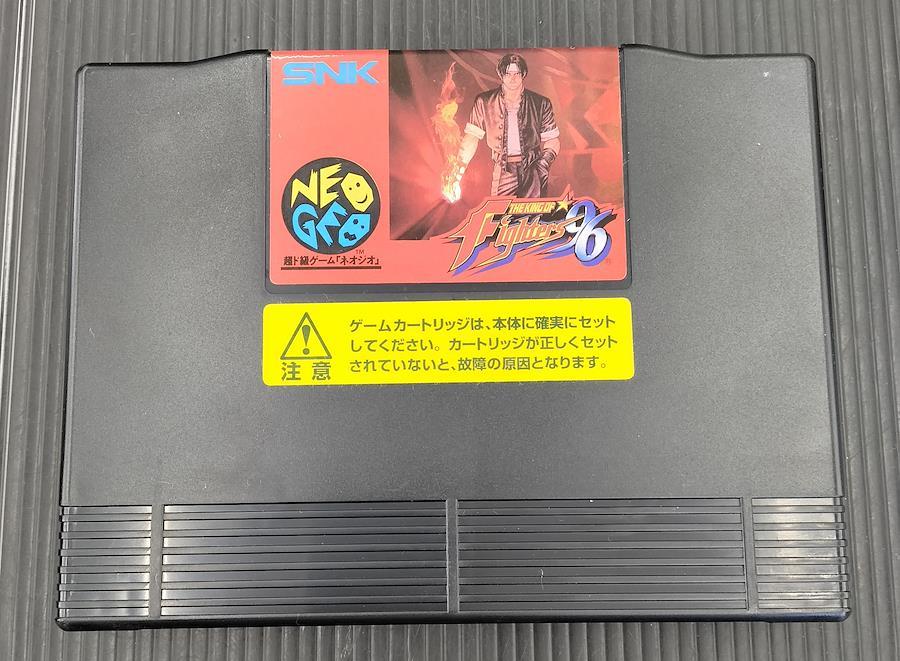 SNK
NEO
GEO
TM
超ド級ゲーム「ネオジオ」
THE KING OF
Fighters '96
ゲームカートリッジは、本体に確実にセット
してください。カートリッジが正しくセット
されていないと、故障の原因となります。
注意